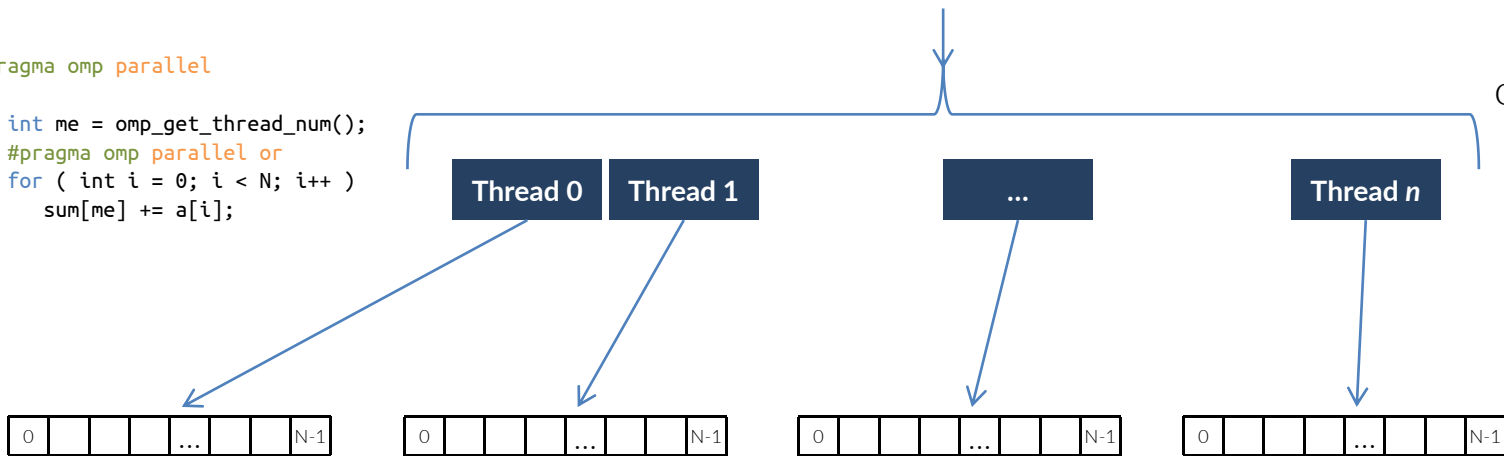 ragma omp parallel
int me = omp_get_thread_num();
#pragma omp parallel or
for ( int i = 0; i < N; i++ )
sum[me] += a[i];
Thread 0 Thread 1 ... Thread n
0 ... N-1 0 ... N-1 0 ... N-1 0 ... N-1